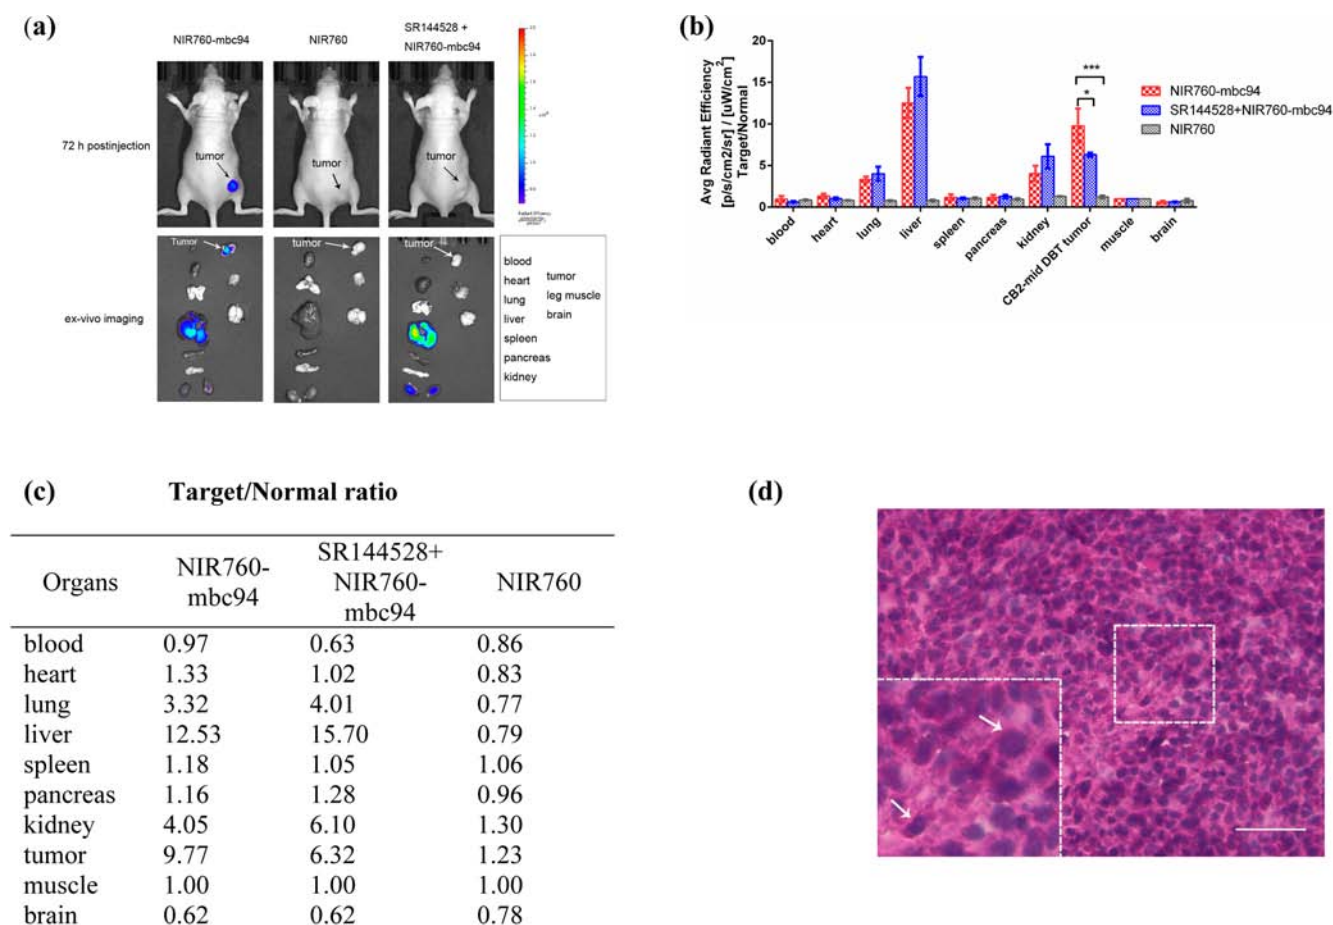 (a)
NIR760-mbc94
NIR760
SR144528 +
NIR760-mbc94
72 h postinjection
tumor
tumor
tumor
Radiant Efficiency
ex-vivo imaging
Tumor
tumor
tumor
blood
heart
lung
liver
spleen
pancreas
kidney
tumor
leg muscle
brain
(b)
Avg Radiant Efficiency
[p/s/cm2/sr] / [uW/cm²]
Target/Normal
20
15
10
5
0
***
*
NIR760-mbc94
SR144528+NIR760-mbc94
NIR760
blood
heart
lung
liver
spleen
pancreas
kidney
CB2-mid DBT tumor
muscle
brain
(c)
Target/Normal ratio
Organs NIR760-mbc94 SR144528+ NIR760-mbc94 NIR760
blood 0.97 0.63 0.86
heart 1.33 1.02 0.83
lung 3.32 4.01 0.77
liver 12.53 15.70 0.79
spleen 1.18 1.05 1.06
pancreas 1.16 1.28 0.96
kidney 4.05 6.10 1.30
tumor 9.77 6.32 1.23
muscle 1.00 1.00 1.00
brain 0.62 0.62 0.78
(d)